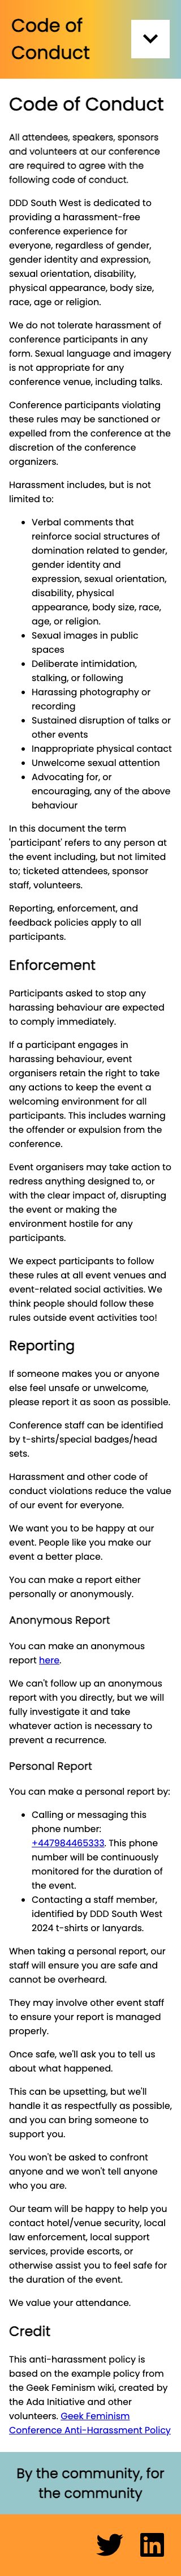 Code of
Conduct
Code of Conduct
All attendees, speakers, sponsors
and volunteers at our conference
are required to agree with the
following code of conduct.
DDD South West is dedicated to
providing a harassment-free
conference experience for
everyone, regardless of gender,
gender identity and expression,
sexual orientation, disability,
physical appearance, body size,
race, age or religion.
We do not tolerate harassment of
conference participants in any
form. Sexual language and imagery
is not appropriate for any
conference venue, including talks.
Conference participants violating
these rules may be sanctioned or
expelled from the conference at the
discretion of the conference
organizers.
Harassment includes, but is not
limited to:
• Verbal comments that
reinforce social structures of
domination related to gender,
gender identity and
expression, sexual orientation,
disability, physical
appearance, body size, race,
age, or religion.
• Sexual images in public
spaces
• Deliberate intimidation,
stalking, or following
• Harassing photography or
recording
• Sustained disruption of talks or
other events
• Inappropriate physical contact
• Unwelcome sexual attention
• Advocating for, or
encouraging, any of the above
behaviour
In this document the term
'participant' refers to any person at
the event including, but not limited
to; ticketed attendees, sponsor
staff, volunteers.
Reporting, enforcement, and
feedback policies apply to all
participants.
Enforcement
Participants asked to stop any
harassing behaviour are expected
to comply immediately.
If a participant engages in
harassing behaviour, event
organisers retain the right to take
any actions to keep the event a
welcoming environment for all
participants. This includes warning
the offender or expulsion from the
conference.
Event organisers may take action to
redress anything designed to, or
with the clear impact of, disrupting
the event or making the
environment hostile for any
participants.
We expect participants to follow
these rules at all event venues and
event-related social activities. We
think people should follow these
rules outside event activities too!
Reporting
If someone makes you or anyone
else feel unsafe or unwelcome,
please report it as soon as possible.
Conference staff can be identified
by t-shirts/special badges/head
sets.
Harassment and other code of
conduct violations reduce the value
of our event for everyone.
We want you to be happy at our
event. People like you make our
event a better place.
You can make a report either
personally or anonymously.
Anonymous Report
You can make an anonymous
report here.
We can't follow up an anonymous
report with you directly, but we will
fully investigate it and take
whatever action is necessary to
prevent a recurrence.
Personal Report
You can make a personal report by:
• Calling or messaging this
phone number:
+447984465333. This phone
number will be continuously
monitored for the duration of
the event.
• Contacting a staff member,
identified by DDD South West
2024 t-shirts or lanyards.
When taking a personal report, our
staff will ensure you are safe and
cannot be overheard.
They may involve other event staff
to ensure your report is managed
properly.
Once safe, we'll ask you to tell us
about what happened.
This can be upsetting, but we'll
handle it as respectfully as possible,
and you can bring someone to
support you.
You won't be asked to confront
anyone and we won't tell anyone
who you are.
Our team will be happy to help you
contact hotel/venue security, local
law enforcement, local support
services, provide escorts, or
otherwise assist you to feel safe for
the duration of the event.
We value your attendance.
Credit
This anti-harassment policy is
based on the example policy from
the Geek Feminism wiki, created by
the Ada Initiative and other
volunteers. Geek Feminism
Conference Anti-Harassment Policy
By the community, for
the community